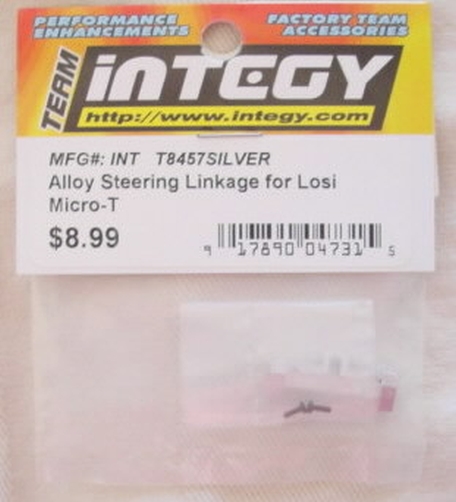 PERFORMANCE
ENHANCEMENTS
FACTORY TEAM
ACCESSORIES
TEAM
iNTEGY
http://www.integy.com
MFG#: INT T8457SILVER
Alloy Steering Linkage for Losi
Micro-T
$8.99
9 17890 04731 5